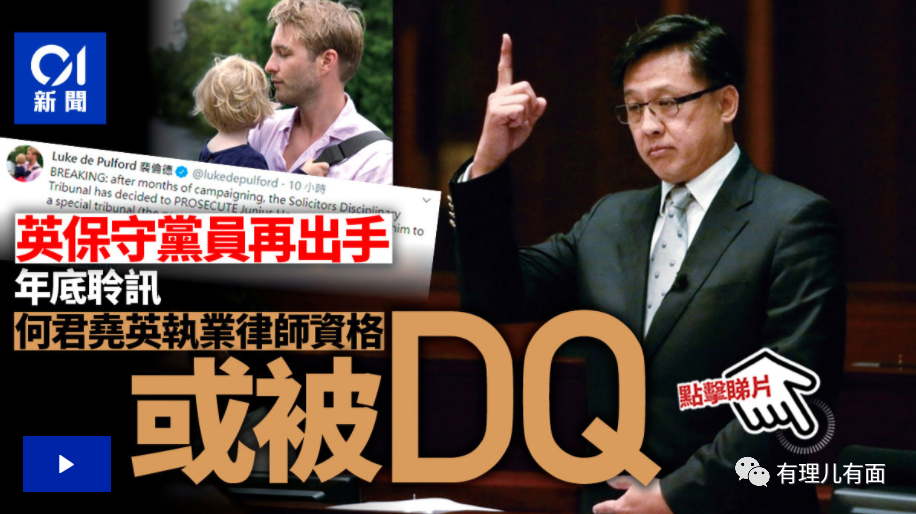 01
新聞
Luke de Pulford 裴倫德 @lukedepulford - 10 小時
BREAKING: after months of campaigning, the Solicitors Disciplinary
Tribunal has decided to PROSECUTE Junius
a special tribunal (the
him to
英保守黨員再出手
年底聆訊
何君堯英執業律師資格
或被DQ
點擊睇片
有理儿有面